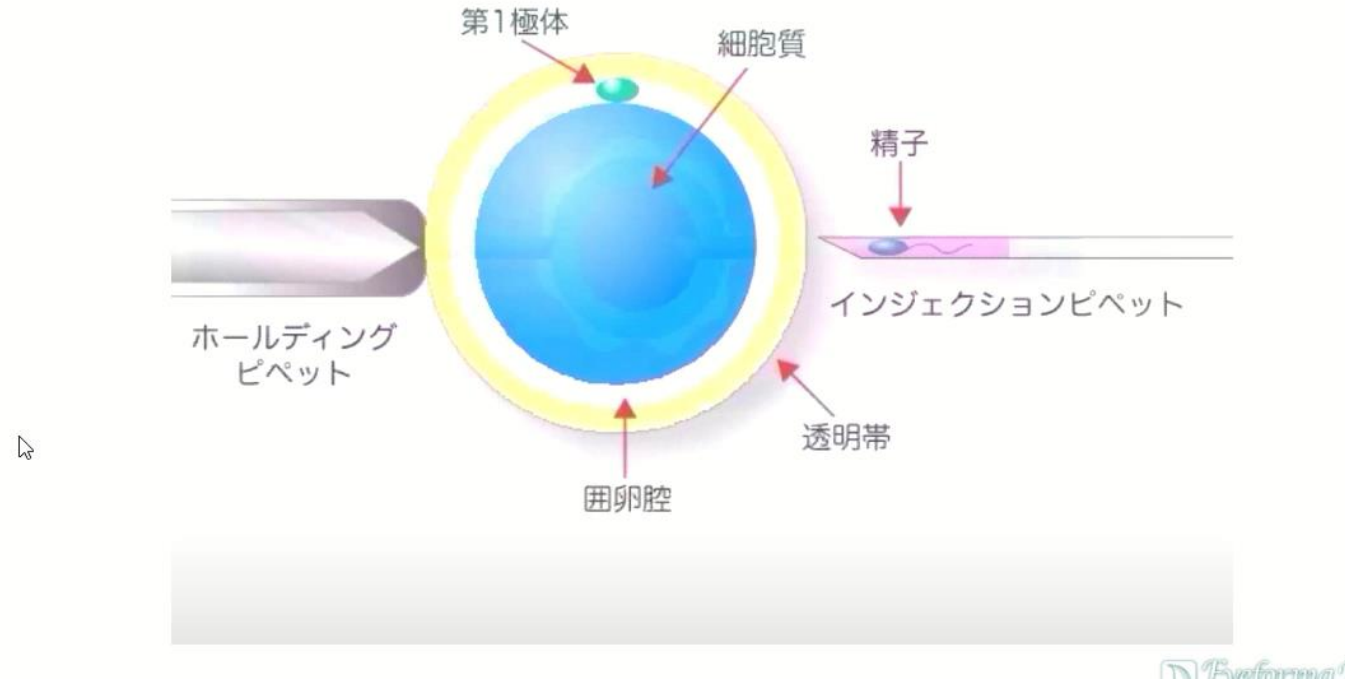 第1極体
細胞質
精子
インジェクションピペット
ホールディング
ピペット
透明帯
囲卵腔